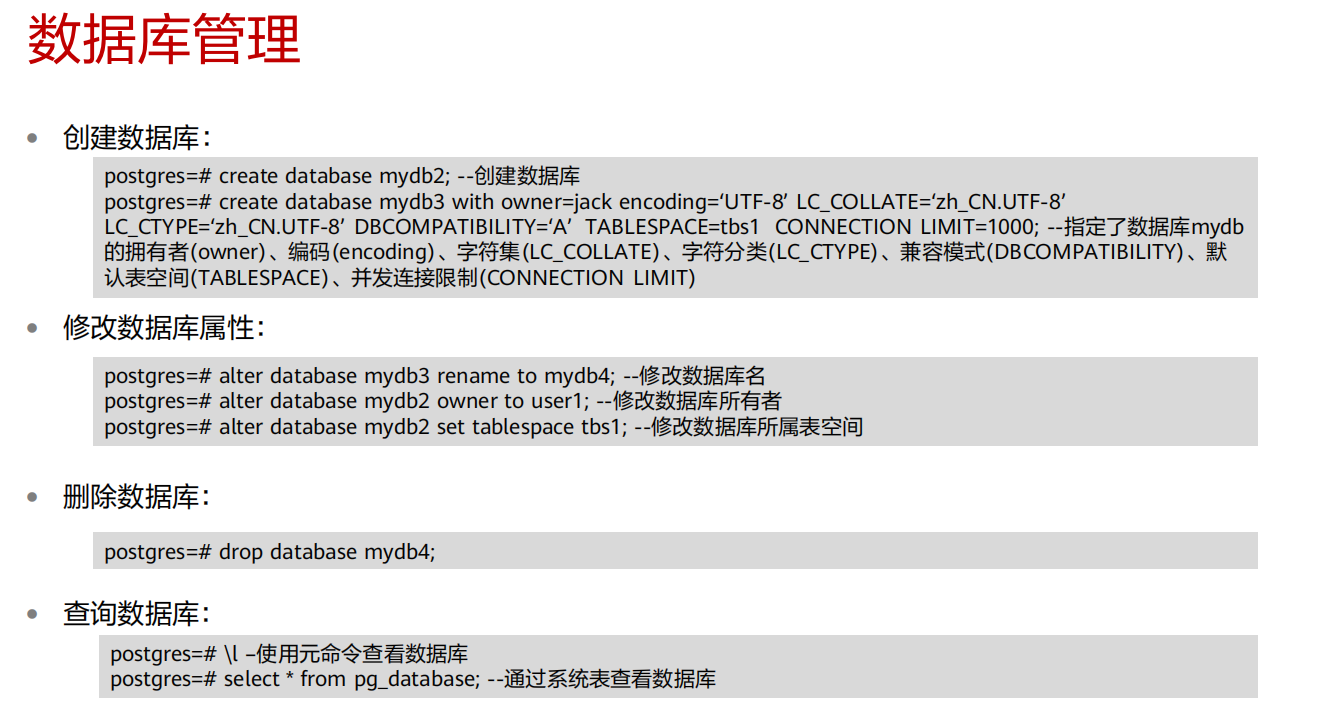 数据库管理
• 创建数据库：
postgres=# create database mydb2; --创建数据库
postgres=# create database mydb3 with owner=jack encoding=‘UTF-8’ LC_COLLATE=‘zh_CN.UTF-8’
LC_CTYPE=‘zh_CN.UTF-8’ DBCOMPATIBILITY=‘A’ TABLESPACE=tbs1 CONNECTION LIMIT=1000; --指定了数据库mydb
的拥有者(owner)、编码(encoding)、字符集(LC_COLLATE)、字符分类(LC_CTYPE)、兼容模式(DBCOMPATIBILITY)、默
认表空间(TABLESPACE)、并发连接限制(CONNECTION LIMIT)
• 修改数据库属性：
postgres=# alter database mydb3 rename to mydb4; --修改数据库名
postgres=# alter database mydb2 owner to user1; --修改数据库所有者
postgres=# alter database mydb2 set tablespace tbs1; --修改数据库所属表空间
• 删除数据库：
postgres=# drop database mydb4;
• 查询数据库：
postgres=# \l –使用元命令查看数据库
postgres=# select * from pg_database; --通过系统表查看数据库